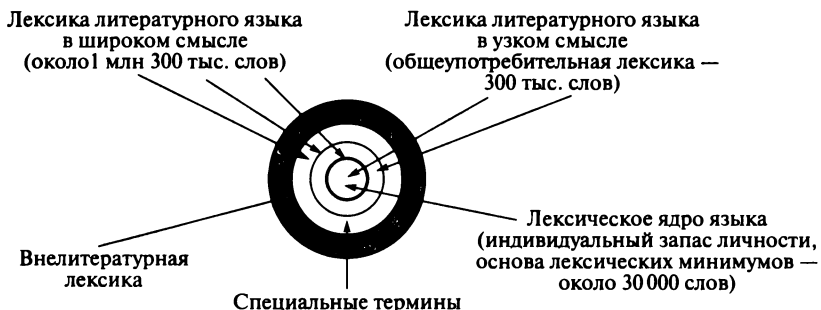 Лексика литературного языка
в широком смысле
(около1 млн 300 тыс. слов)
Лексика литературного языка
в узком смысле
(общеупотребительная лексика —
300 тыс. слов)
Внелитературная
лексика
Специальные термины
Лексическое ядро языка
(индивидуальный запас личности,
основа лексических минимумов —
около 30 000 слов)